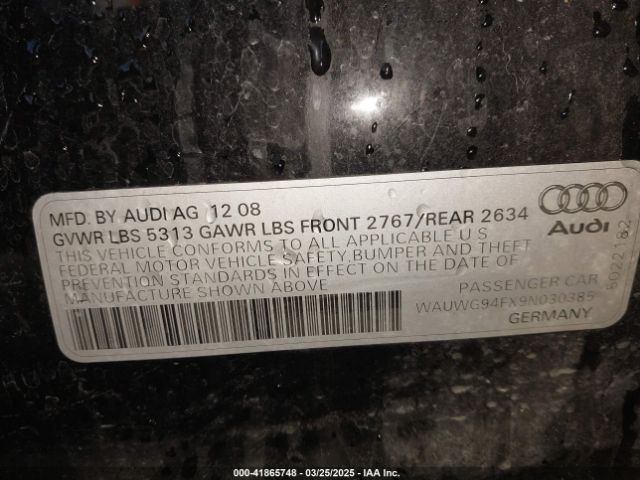 MFD. BY AUDI AG 12 08
GVWR LBS 5313 GAWR LBS FRONT 2767/REAR 2634
THIS VEHICLE CONFORMS TO ALL APPLICABLE U S
FEDERAL MOTOR VEHICLE SAFETY, BUMPER AND THEFT
PREVENTION STANDARDS IN EFFECT ON THE DATE OF
MANUFACTURE SHOWN ABOVE
Audi
5022 182
PASSENGER CAR
WAUWG94FX9N030385
GERMANY
000-41865748 - 03/25/2025 - IAA Inc.